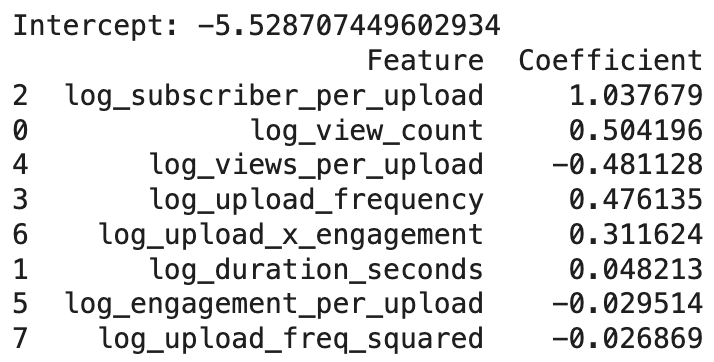 Intercept: -5.528707449602934
Feature Coefficient
2 log_subscriber_per_upload 1.037679
0 log_view_count 0.504196
4 log_views_per_upload -0.481128
3 log_upload_frequency 0.476135
6 log_upload_x_engagement 0.311624
1 log_duration_seconds 0.048213
5 log_engagement_per_upload -0.029514
7 log_upload_freq_squared -0.026869